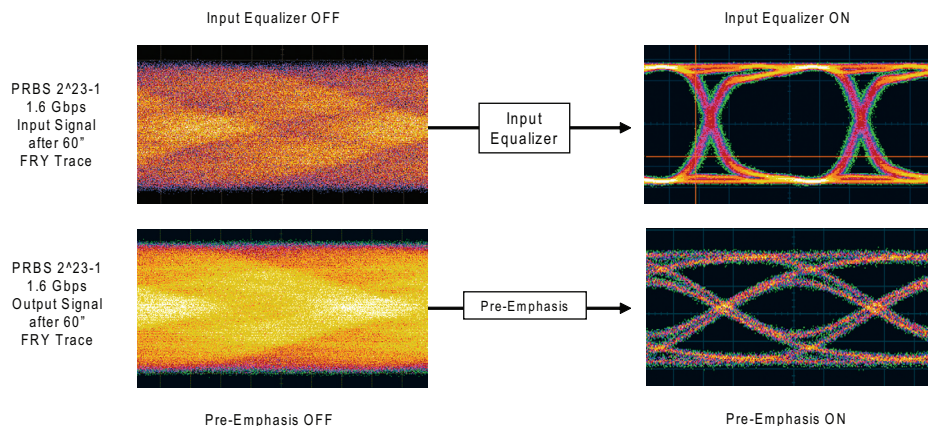 Input Equalizer OFF
Input Equalizer ON
PRBS 2^23-1
1.6 Gbps
Input Signal
after 60"
FRY Trace
Input
Equalizer
PRBS 2^23-1
1.6 Gbps
Output Signal
after 60"
FRY Trace
Pre-Emphasis
Pre-Emphasis OFF
Pre-Emphasis ON